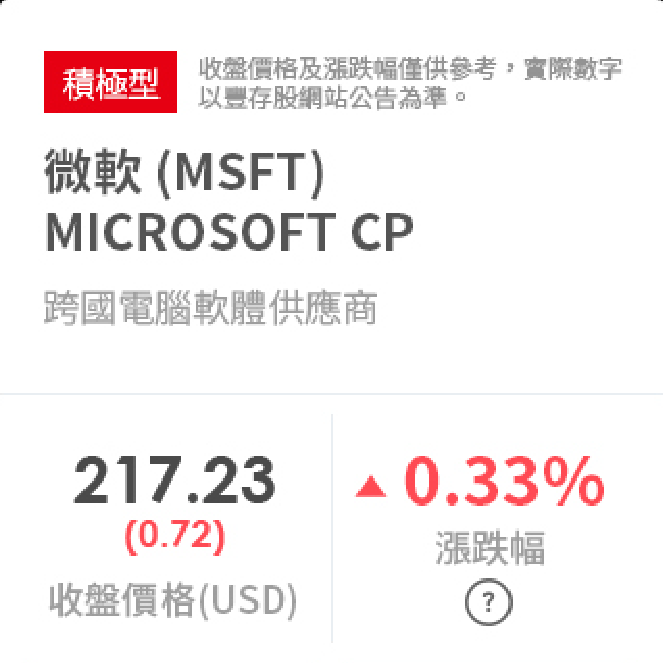 積極型
收盤價格及漲跌幅僅供參考，實際數字
以豐存股網站公告為準。
微軟 (MSFT)
MICROSOFT CP
跨國電腦軟體供應商
217.23
(0.72)
收盤價格(USD)
▲ 0.33%
漲跌幅
?